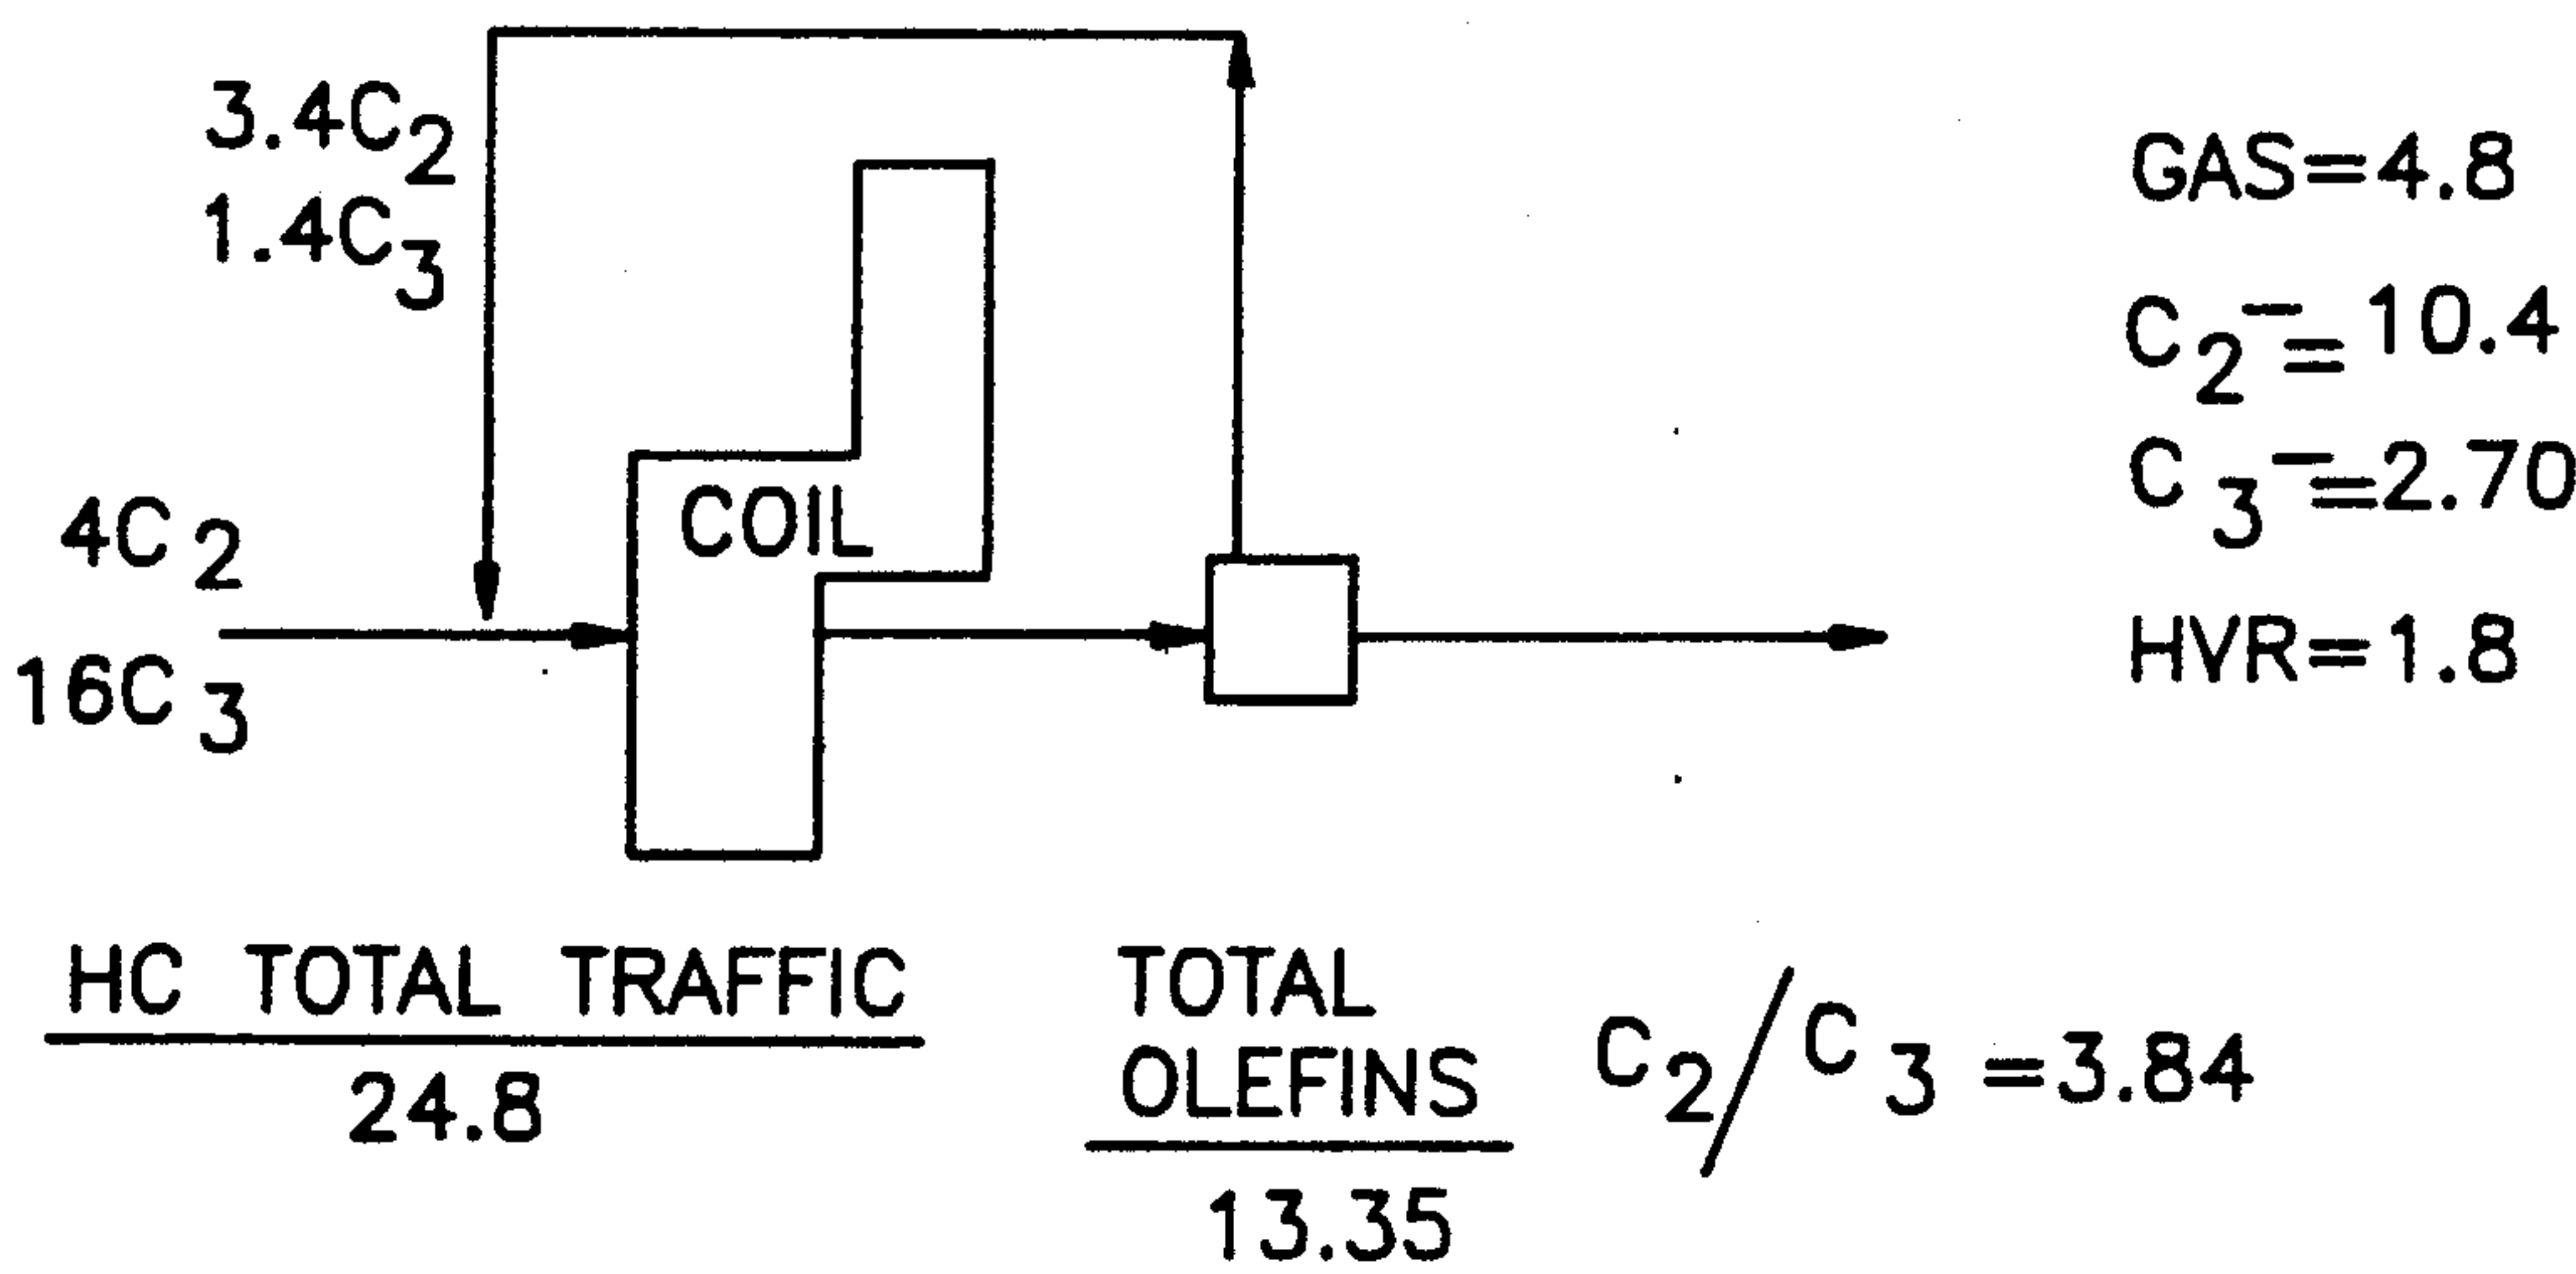 3.4C2
1.4C3
4C2
16C3
COIL
GAS=4.8
C2⁻=10.4
C3⁻=2.70
HVR=1.8
HC TOTAL TRAFFIC
24.8
TOTAL
OLEFINS
13.35
C2/C3 =3.84